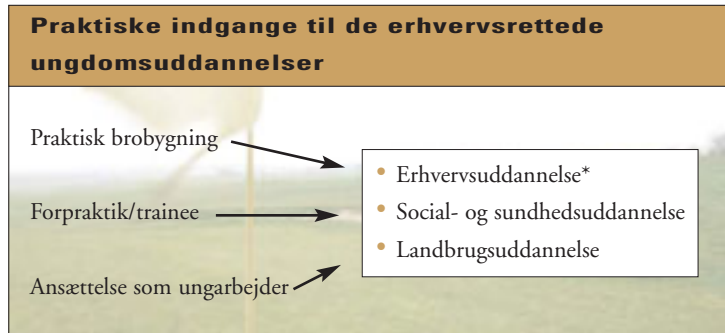 Praktiske indgange til de erhvervsrettede
ungdomsuddannelser
Praktisk brobygning
Forpraktik/trainee
Ansættelse som ungarbejder
• Erhvervsuddannelse*
• Social- og sundhedsuddannelse
• Landbrugsuddannelse